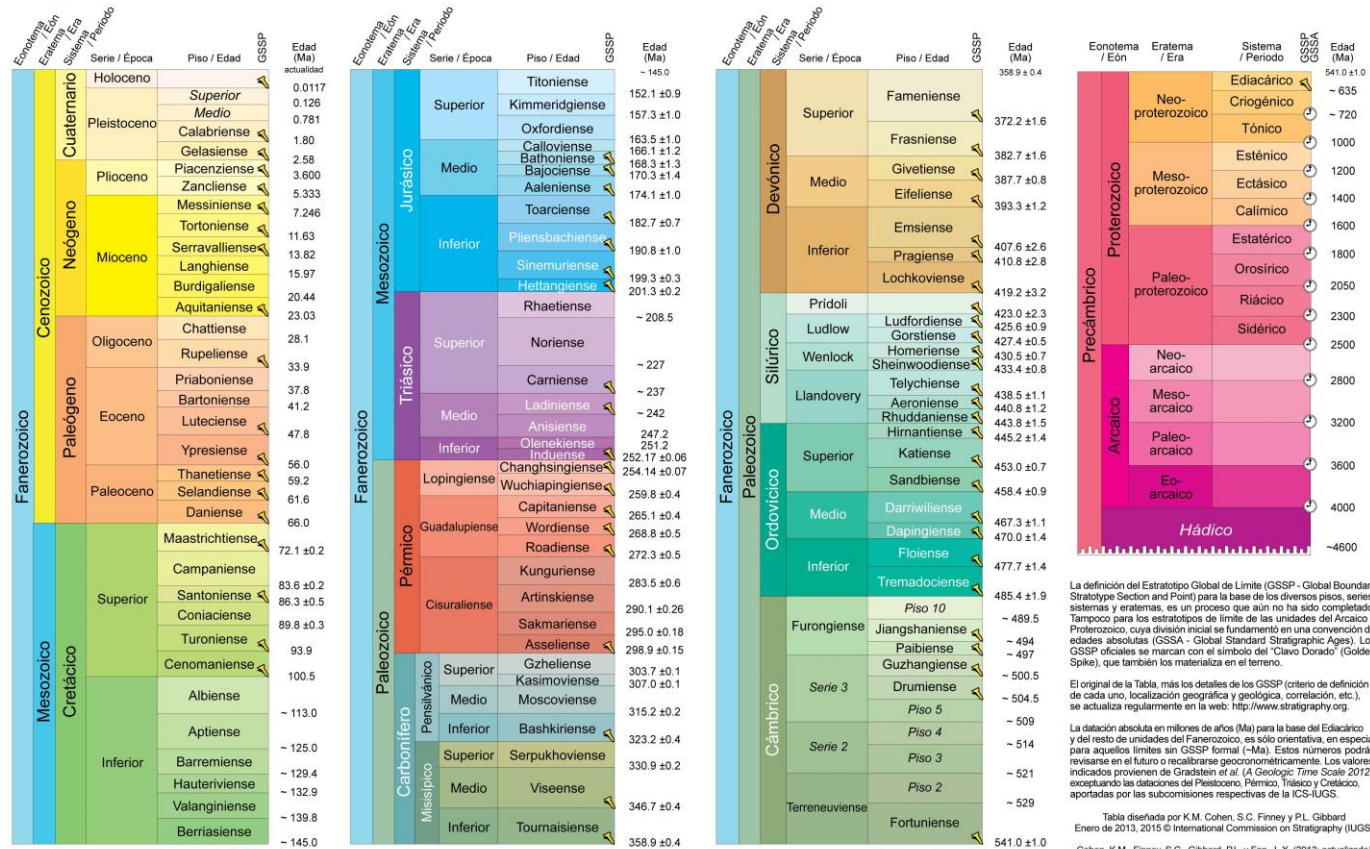 Eonotema / Eón
Eratema / Era
Sistema / Periodo
Serie / Época
Piso / Edad
GSSP
Edad (Ma)
actualidad
Fanerozoico
Cenozoico
Cuaternario
Holoceno
0.0117
Pleistoceno
Superior
0.126
Medio
0.781
Calabriense
1.80
Gelasiense
2.58
Neógeno
Plioceno
Piacenziense
3.600
Zancliense
5.333
Mioceno
Messiniense
7.246
Tortoniense
11.63
Serravalliense
13.82
Langhiense
15.97
Burdigaliense
20.44
Aquitaniense
23.03
Paleógeno
Oligoceno
Chattiense
28.1
Rupeliense
33.9
Eoceno
Priaboniense
37.8
Bartoniense
41.2
Luteciense
47.8
Ypresiense
56.0
Paleoceno
Thanetiense
59.2
Selandiense
61.6
Daniense
66.0
Mesozoico
Cretácico
Superior
Maastrichtiense
72.1 ±0.2
Campaniense
83.6 ±0.2
Santoniense
86.3 ±0.5
Coniaciense
89.8 ±0.3
Turoniense
93.9
Cenomaniense
100.5
Inferior
Albiense
~ 113.0
Aptiense
~ 125.0
Barremiense
~ 129.4
Hauteriviense
~ 132.9
Valanginiense
~ 139.8
Berriasiense
~ 145.0
Eonotema / Eón
Eratema / Era
Sistema / Periodo
Serie / Época
Piso / Edad
GSSP
Edad (Ma)
~ 145.0
Fanerozoico
Mesozoico
Jurásico
Superior
Titoniense
152.1 ±0.9
Kimmeridgiense
157.3 ±1.0
Oxfordiense
163.5 ±1.0
Medio
Calloviense
166.1 ±1.2
Bathoniense
168.3 ±1.3
Bajociense
170.3 ±1.4
Aaleniense
174.1 ±1.0
Inferior
Toarciense
182.7 ±0.7
Pliensbachiense
190.8 ±1.0
Sinemuriense
199.3 ±0.3
Hettangiense
201.3 ±0.2
Triásico
Superior
Rhaetiense
~ 208.5
Noriense
~ 227
Carniense
~ 237
Medio
Ladiniense
~ 242
Anisiense
247.2
Inferior
Olenekiense
251.2
Induense
252.17 ±0.06
Paleozoico
Pérmico
Lopingiense
Changhsingiense
254.14 ±0.07
Wuchiapingiense
259.8 ±0.4
Guadalupiense
Capitaniense
265.1 ±0.4
Wordiense
268.8 ±0.5
Roadiense
272.3 ±0.5
Cisuraliense
Kunguriense
283.5 ±0.6
Artinskiense
290.1 ±0.26
Sakmariense
295.0 ±0.18
Asseliense
298.9 ±0.15
Carbonífero
Pensilvánico
Superior
Gzheliense
303.7 ±0.1
Kasimoviense
307.0 ±0.1
Medio
Moscoviense
315.2 ±0.2
Inferior
Bashkiriense
323.2 ±0.4
Misisípico
Superior
Serpukhoviense
330.9 ±0.2
Medio
Viseense
346.7 ±0.4
Inferior
Tournaisiense
358.9 ±0.4
Eonotema / Eón
Eratema / Era
Sistema / Periodo
Serie / Época
Piso / Edad
GSSP
Edad (Ma)
358.9 ± 0.4
Fanerozoico
Paleozoico
Devónico
Superior
Fameniense
372.2 ±1.6
Frasniense
382.7 ±1.6
Medio
Givetiense
387.7 ±0.8
Eifeliense
393.3 ±1.2
Inferior
Emsiense
407.6 ±2.6
Pragiense
410.8 ±2.8
Lochkoviense
419.2 ±3.2
Silúrico
Prídoli
423.0 ±2.3
Ludlow
Ludfordiense
425.6 ±0.9
Gorstiense
427.4 ±0.5
Wenlock
Homeriense
430.5 ±0.7
Sheinwoodiense
433.4 ±0.8
Llandovery
Telychiense
438.5 ±1.1
Aeroniense
440.8 ±1.2
Rhuddaniense
443.8 ±1.5
Ordovícico
Superior
Hirnantiense
445.2 ±1.4
Katiense
453.0 ±0.7
Sandbiense
458.4 ±0.9
Medio
Darriwiliense
467.3 ±1.1
Dapingiense
470.0 ±1.4
Inferior
Floiense
477.7 ±1.4
Tremadociense
485.4 ±1.9
Cámbrico
Furongiense
Piso 10
~ 489.5
Jiangshaniense
~ 494
Paibiense
~ 497
Serie 3
Guzhangiense
~ 500.5
Drumiense
~ 504.5
Piso 5
~ 509
Serie 2
Piso 4
~ 514
Piso 3
~ 521
Terreneuviense
Piso 2
~ 529
Fortuniense
541.0 ±1.0
Eonotema / Eón
Eratema / Era
Sistema / Periodo
GSSP GSSA
Edad (Ma)
541.0 ±1.0
Precámbrico
Proterozoico
Neo-proterozoico
Ediacárico
~ 635
Criogénico
~ 720
Tónico
1000
Meso-proterozoico
Esténico
1200
Ectásico
1400
Calímico
1600
Paleo-proterozoico
Estatérico
1800
Orosírico
2050
Riácico
2300
Sidérico
2500
Arcaico
Neo-arcaico
2800
Meso-arcaico
3200
Paleo-arcaico
3600
Eo-arcaico
4000
Hádico
~4600
La definición del Estratotipo Global de Límite (GSSP - Global Boundar
Stratotype Section and Point) para la base de los diversos pisos, series
sistemas y eratemas, es un proceso que aún no ha sido completado
Tampoco para los estratotipos de límite de las unidades del Arcaico
Proterozoico, cuya división inicial se fundamentó en una convención d
edades absolutas (GSSA - Global Standard Stratigraphic Ages). Lo
GSSP oficiales se marcan con el símbolo del "Clavo Dorado" (Golde
Spike), que también los materializa en el terreno.
El original de la Tabla, más los detalles de los GSSP (criterio de definición
de cada uno, localización geográfica y geológica, correlación, etc.),
se actualiza regularmente en la web: http://www.stratigraphy.org.
La datación absoluta en millones de años (Ma) para la base del Ediacárico
y del resto de unidades del Fanerozoico, es sólo orientativa, en especia
para aquellos límites sin GSSP formal (~Ma). Estos números podría
revisarse en el futuro o recalibrarse geocronométricamente. Los valores
indicados provienen de Gradstein et al. (A Geologic Time Scale 2012
exceptuando las dataciones del Pleistoceno, Pérmico, Triásico y Cretácico,
aportadas por las subcomisiones respectivas de la ICS-IUGS.
Tabla diseñada por K.M. Cohen, S.C. Finney y P.L. Gibbard
Enero de 2013, 2015 © International Commission on Stratigraphy (IUGS